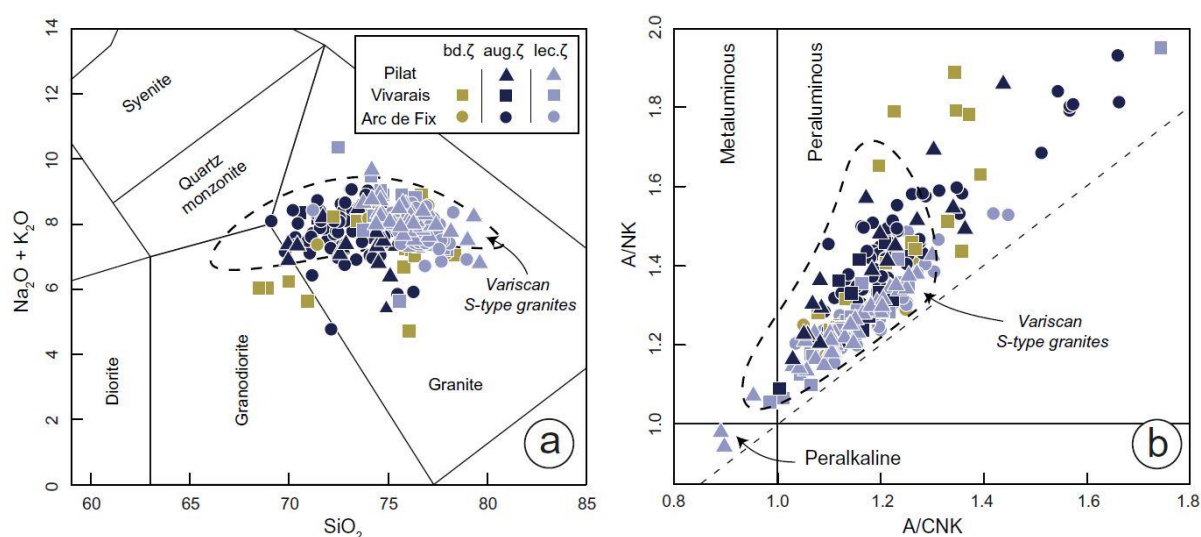 14
12
10
8
6
4
2
0
Na₂O + K₂O
60
65
70
75
80
85
SiO₂
Syenite
Quartz
monzonite
Diorite
Granodiorite
Granite
bd.ζ aug.ζ lec.ζ
Pilat
Vivarais
Arc de Fix
Variscan
S-type granites
a
2.0
1.8
1.6
1.4
1.2
1.0
A/NK
0.8
1.0
1.2
1.4
1.6
1.8
A/CNK
Metaluminous
Peraluminous
Variscan
S-type granites
Peralkaline
b